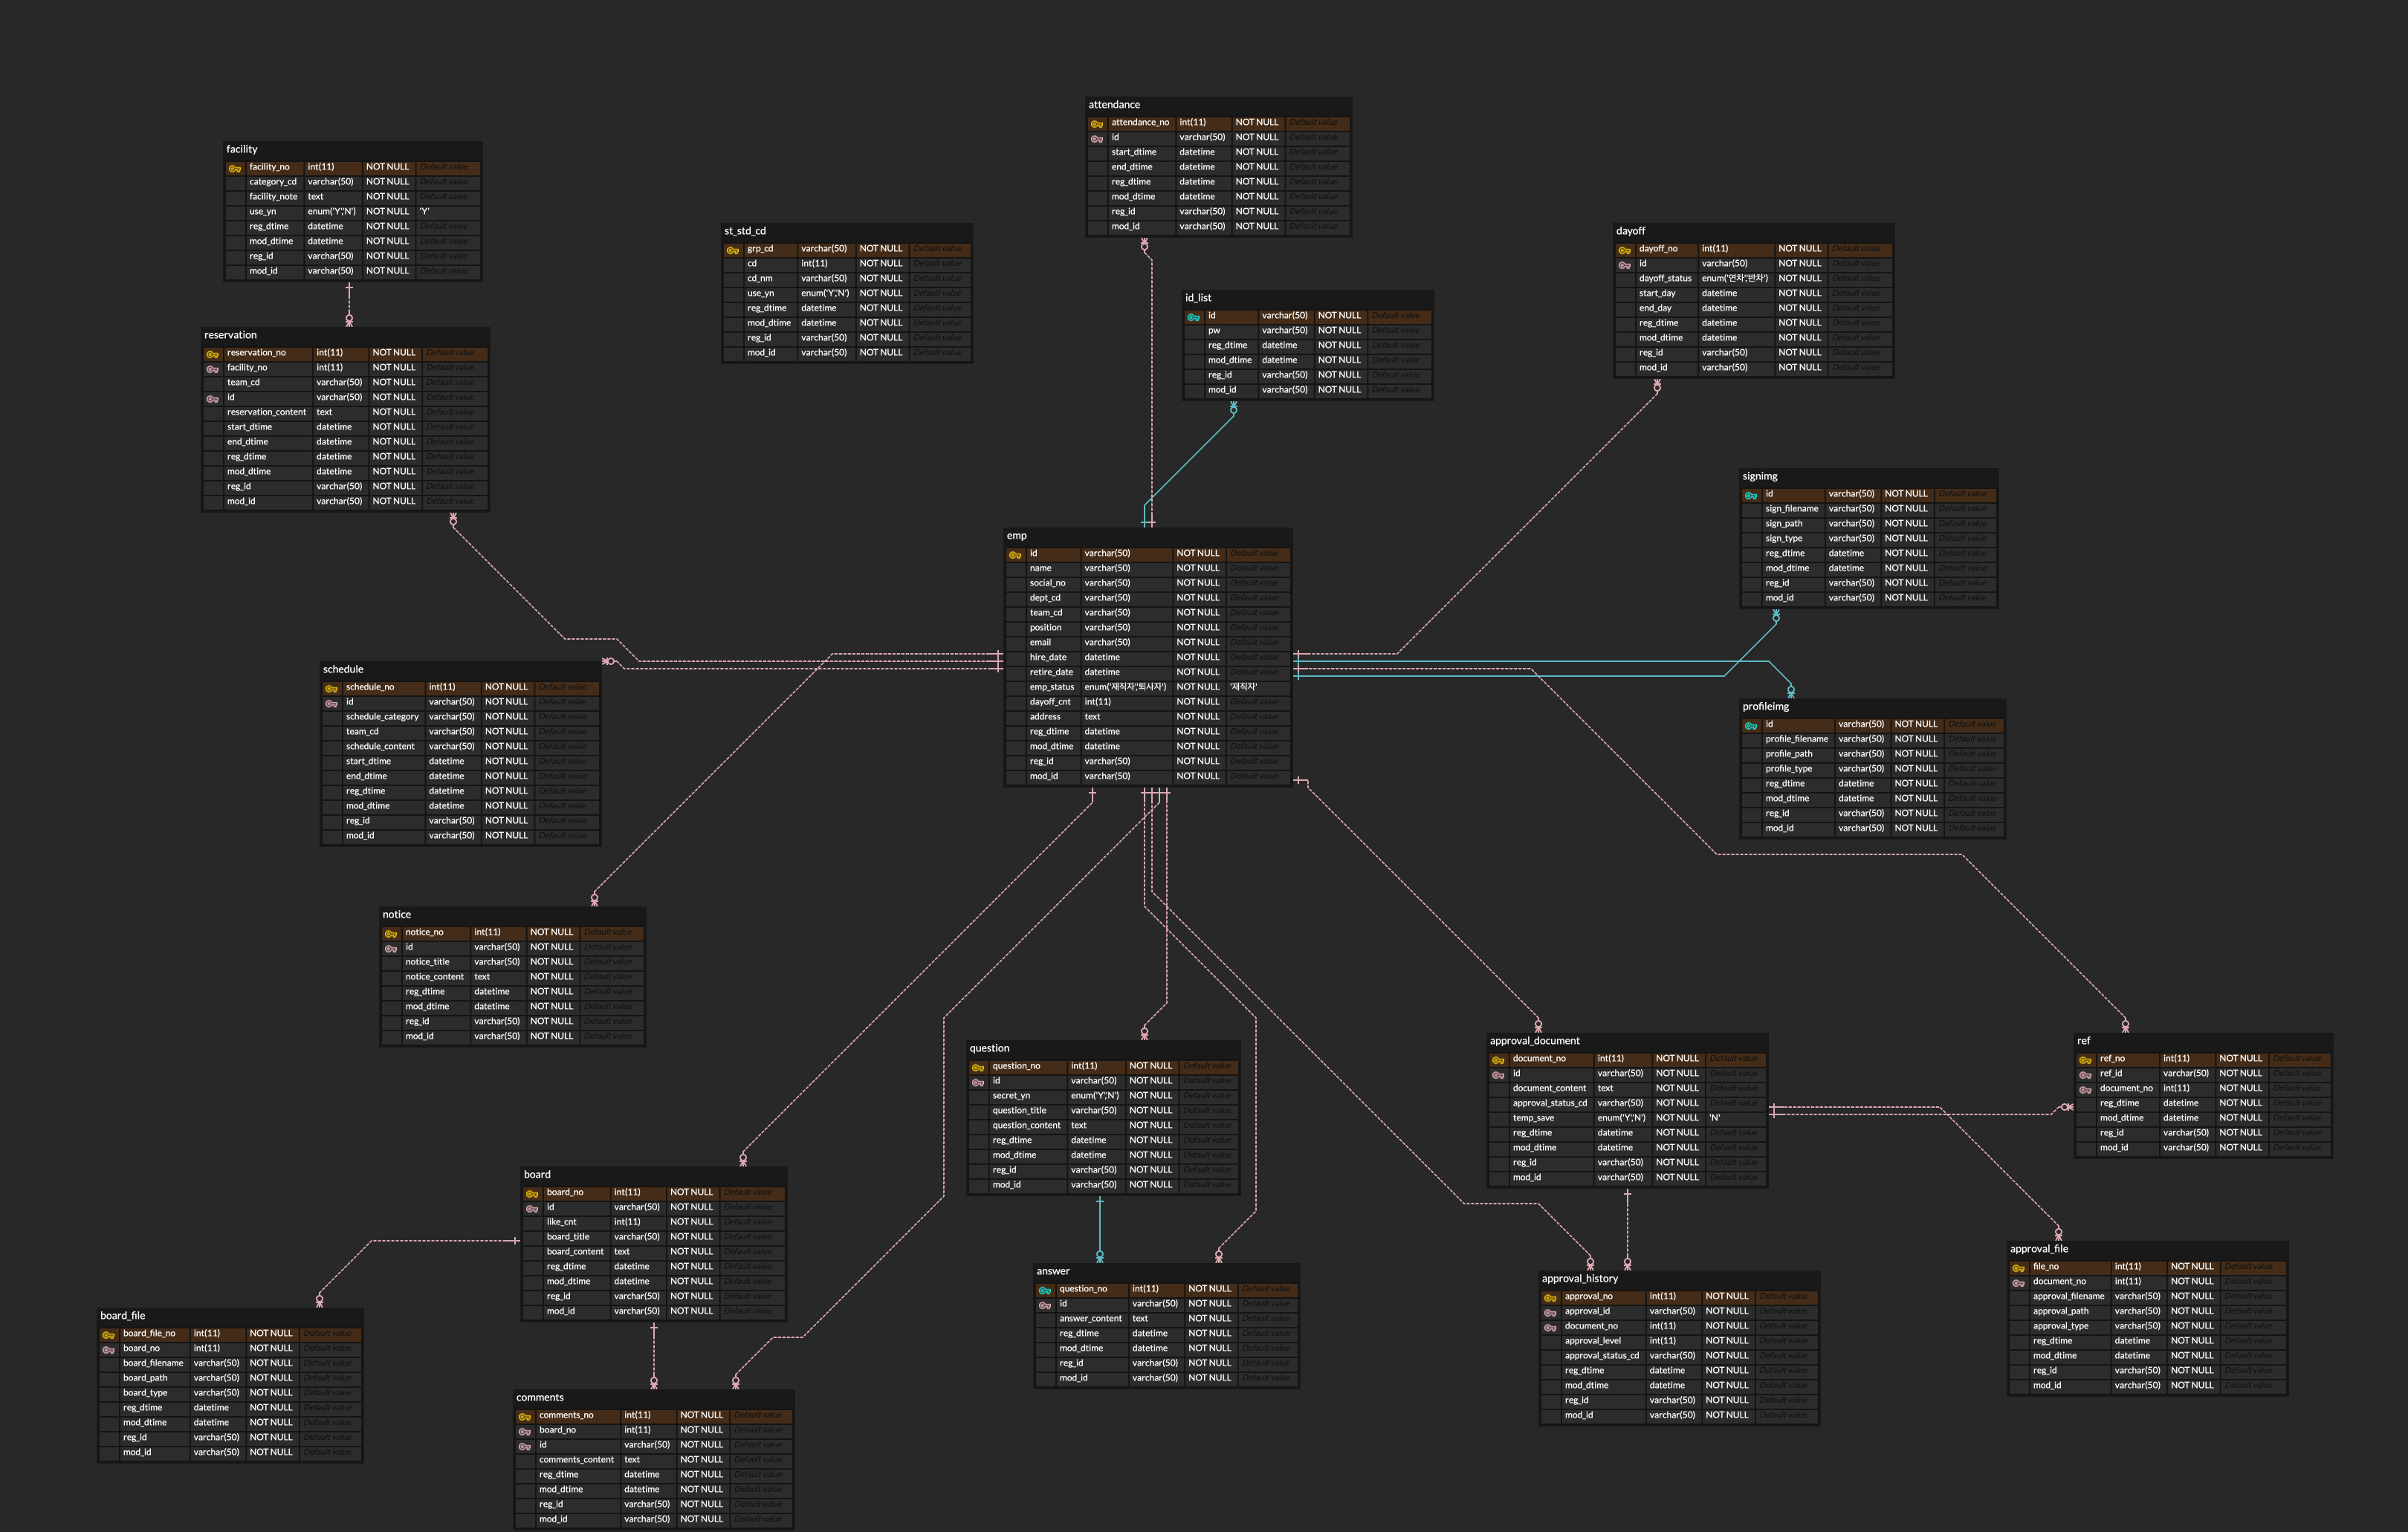 attendance
attendance_no int(11) NOT NULL Default value
id varchar(50) NOT NULL Default value
start_dtime datetime NOT NULL Default value
end_dtime datetime NOT NULL Default value
reg_dtime datetime NOT NULL Default value
mod_dtime datetime NOT NULL Default value
reg_id varchar(50) NOT NULL Default value
mod_id varchar(50) NOT NULL Default value
facility
facility_no int(11) NOT NULL Default value
category_cd varchar(50) NOT NULL Default value
facility_note text NOT NULL Default value
use_yn enum('Y','N') NOT NULL 'Y'
reg_dtime datetime NOT NULL Default value
mod_dtime datetime NOT NULL Default value
reg_id varchar(50) NOT NULL Default value
mod_id varchar(50) NOT NULL Default value
st_std_cd
grp_cd varchar(50) NOT NULL Default value
cd int(11) NOT NULL Default value
cd_nm varchar(50) NOT NULL Default value
use_yn enum('Y','N') NOT NULL Default value
reg_dtime datetime NOT NULL Default value
mod_dtime datetime NOT NULL Default value
reg_id varchar(50) NOT NULL Default value
mod_id varchar(50) NOT NULL Default value
dayoff
dayoff_no int(11) NOT NULL Default value
id varchar(50) NOT NULL Default value
dayoff_status enum('연차','반차') NOT NULL Default value
start_day datetime NOT NULL Default value
end_day datetime NOT NULL Default value
reg_dtime datetime NOT NULL Default value
mod_dtime datetime NOT NULL Default value
reg_id varchar(50) NOT NULL Default value
mod_id varchar(50) NOT NULL Default value
id_list
id varchar(50) NOT NULL Default value
pw varchar(50) NOT NULL Default value
reg_dtime datetime NOT NULL Default value
mod_dtime datetime NOT NULL Default value
reg_id varchar(50) NOT NULL Default value
mod_id varchar(50) NOT NULL Default value
reservation
reservation_no int(11) NOT NULL Default value
facility_no int(11) NOT NULL Default value
team_cd varchar(50) NOT NULL Default value
id varchar(50) NOT NULL Default value
reservation_content text NOT NULL Default value
start_dtime datetime NOT NULL Default value
end_dtime datetime NOT NULL Default value
reg_dtime datetime NOT NULL Default value
mod_dtime datetime NOT NULL Default value
reg_id varchar(50) NOT NULL Default value
mod_id varchar(50) NOT NULL Default value
signimg
id varchar(50) NOT NULL Default value
sign_filename varchar(50) NOT NULL Default value
sign_path varchar(50) NOT NULL Default value
sign_type varchar(50) NOT NULL Default value
reg_dtime datetime NOT NULL Default value
mod_dtime datetime NOT NULL Default value
reg_id varchar(50) NOT NULL Default value
mod_id varchar(50) NOT NULL Default value
emp
id varchar(50) NOT NULL Default value
name varchar(50) NOT NULL Default value
social_no varchar(50) NOT NULL Default value
dept_cd varchar(50) NOT NULL Default value
team_cd varchar(50) NOT NULL Default value
position varchar(50) NOT NULL Default value
email varchar(50) NOT NULL Default value
hire_date datetime NOT NULL Default value
retire_date datetime NOT NULL Default value
emp_status enum('재직자','퇴사자') NOT NULL '재직자'
dayoff_cnt int(11) NOT NULL Default value
address text NOT NULL Default value
reg_dtime datetime NOT NULL Default value
mod_dtime datetime NOT NULL Default value
reg_id varchar(50) NOT NULL Default value
mod_id varchar(50) NOT NULL Default value
schedule
schedule_no int(11) NOT NULL Default value
id varchar(50) NOT NULL Default value
schedule_category varchar(50) NOT NULL Default value
team_cd varchar(50) NOT NULL Default value
schedule_content varchar(50) NOT NULL Default value
start_dtime datetime NOT NULL Default value
end_dtime datetime NOT NULL Default value
reg_dtime datetime NOT NULL Default value
mod_dtime datetime NOT NULL Default value
reg_id varchar(50) NOT NULL Default value
mod_id varchar(50) NOT NULL Default value
profileimg
id varchar(50) NOT NULL Default value
profile_filename varchar(50) NOT NULL Default value
profile_path varchar(50) NOT NULL Default value
profile_type varchar(50) NOT NULL Default value
reg_dtime datetime NOT NULL Default value
mod_dtime datetime NOT NULL Default value
reg_id varchar(50) NOT NULL Default value
mod_id varchar(50) NOT NULL Default value
notice
notice_no int(11) NOT NULL Default value
id varchar(50) NOT NULL Default value
notice_title varchar(50) NOT NULL Default value
notice_content text NOT NULL Default value
reg_dtime datetime NOT NULL Default value
mod_dtime datetime NOT NULL Default value
reg_id varchar(50) NOT NULL Default value
mod_id varchar(50) NOT NULL Default value
question
question_no int(11) NOT NULL Default value
id varchar(50) NOT NULL Default value
secret_yn enum('Y','N') NOT NULL Default value
question_title varchar(50) NOT NULL Default value
question_content text NOT NULL Default value
reg_dtime datetime NOT NULL Default value
mod_dtime datetime NOT NULL Default value
reg_id varchar(50) NOT NULL Default value
mod_id varchar(50) NOT NULL Default value
approval_document
document_no int(11) NOT NULL Default value
id varchar(50) NOT NULL Default value
document_content text NOT NULL Default value
approval_status_cd varchar(50) NOT NULL Default value
temp_save enum('Y','N') NOT NULL 'N'
reg_dtime datetime NOT NULL Default value
mod_dtime datetime NOT NULL Default value
reg_id varchar(50) NOT NULL Default value
mod_id varchar(50) NOT NULL Default value
ref
ref_no int(11) NOT NULL Default value
ref_id varchar(50) NOT NULL Default value
document_no int(11) NOT NULL Default value
reg_dtime datetime NOT NULL Default value
mod_dtime datetime NOT NULL Default value
reg_id varchar(50) NOT NULL Default value
mod_id varchar(50) NOT NULL Default value
board
board_no int(11) NOT NULL Default value
id varchar(50) NOT NULL Default value
like_cnt int(11) NOT NULL Default value
board_title varchar(50) NOT NULL Default value
board_content text NOT NULL Default value
reg_dtime datetime NOT NULL Default value
mod_dtime datetime NOT NULL Default value
reg_id varchar(50) NOT NULL Default value
mod_id varchar(50) NOT NULL Default value
approval_file
file_no int(11) NOT NULL Default value
document_no int(11) NOT NULL Default value
approval_filename varchar(50) NOT NULL Default value
approval_path varchar(50) NOT NULL Default value
approval_type varchar(50) NOT NULL Default value
reg_dtime datetime NOT NULL Default value
mod_dtime datetime NOT NULL Default value
reg_id varchar(50) NOT NULL Default value
mod_id varchar(50) NOT NULL Default value
answer
question_no int(11) NOT NULL Default value
id varchar(50) NOT NULL Default value
answer_content text NOT NULL Default value
reg_dtime datetime NOT NULL Default value
mod_dtime datetime NOT NULL Default value
reg_id varchar(50) NOT NULL Default value
mod_id varchar(50) NOT NULL Default value
approval_history
approval_no int(11) NOT NULL Default value
approval_id varchar(50) NOT NULL Default value
document_no int(11) NOT NULL Default value
approval_level int(11) NOT NULL Default value
approval_status_cd varchar(50) NOT NULL Default value
reg_dtime datetime NOT NULL Default value
mod_dtime datetime NOT NULL Default value
reg_id varchar(50) NOT NULL Default value
mod_id varchar(50) NOT NULL Default value
board_file
board_file_no int(11) NOT NULL Default value
board_no int(11) NOT NULL Default value
board_filename varchar(50) NOT NULL Default value
board_path varchar(50) NOT NULL Default value
board_type varchar(50) NOT NULL Default value
reg_dtime datetime NOT NULL Default value
mod_dtime datetime NOT NULL Default value
reg_id varchar(50) NOT NULL Default value
mod_id varchar(50) NOT NULL Default value
comments
comments_no int(11) NOT NULL Default value
board_no int(11) NOT NULL Default value
id varchar(50) NOT NULL Default value
comments_content text NOT NULL Default value
reg_dtime datetime NOT NULL Default value
mod_dtime datetime NOT NULL Default value
reg_id varchar(50) NOT NULL Default value
mod_id varchar(50) NOT NULL Default value